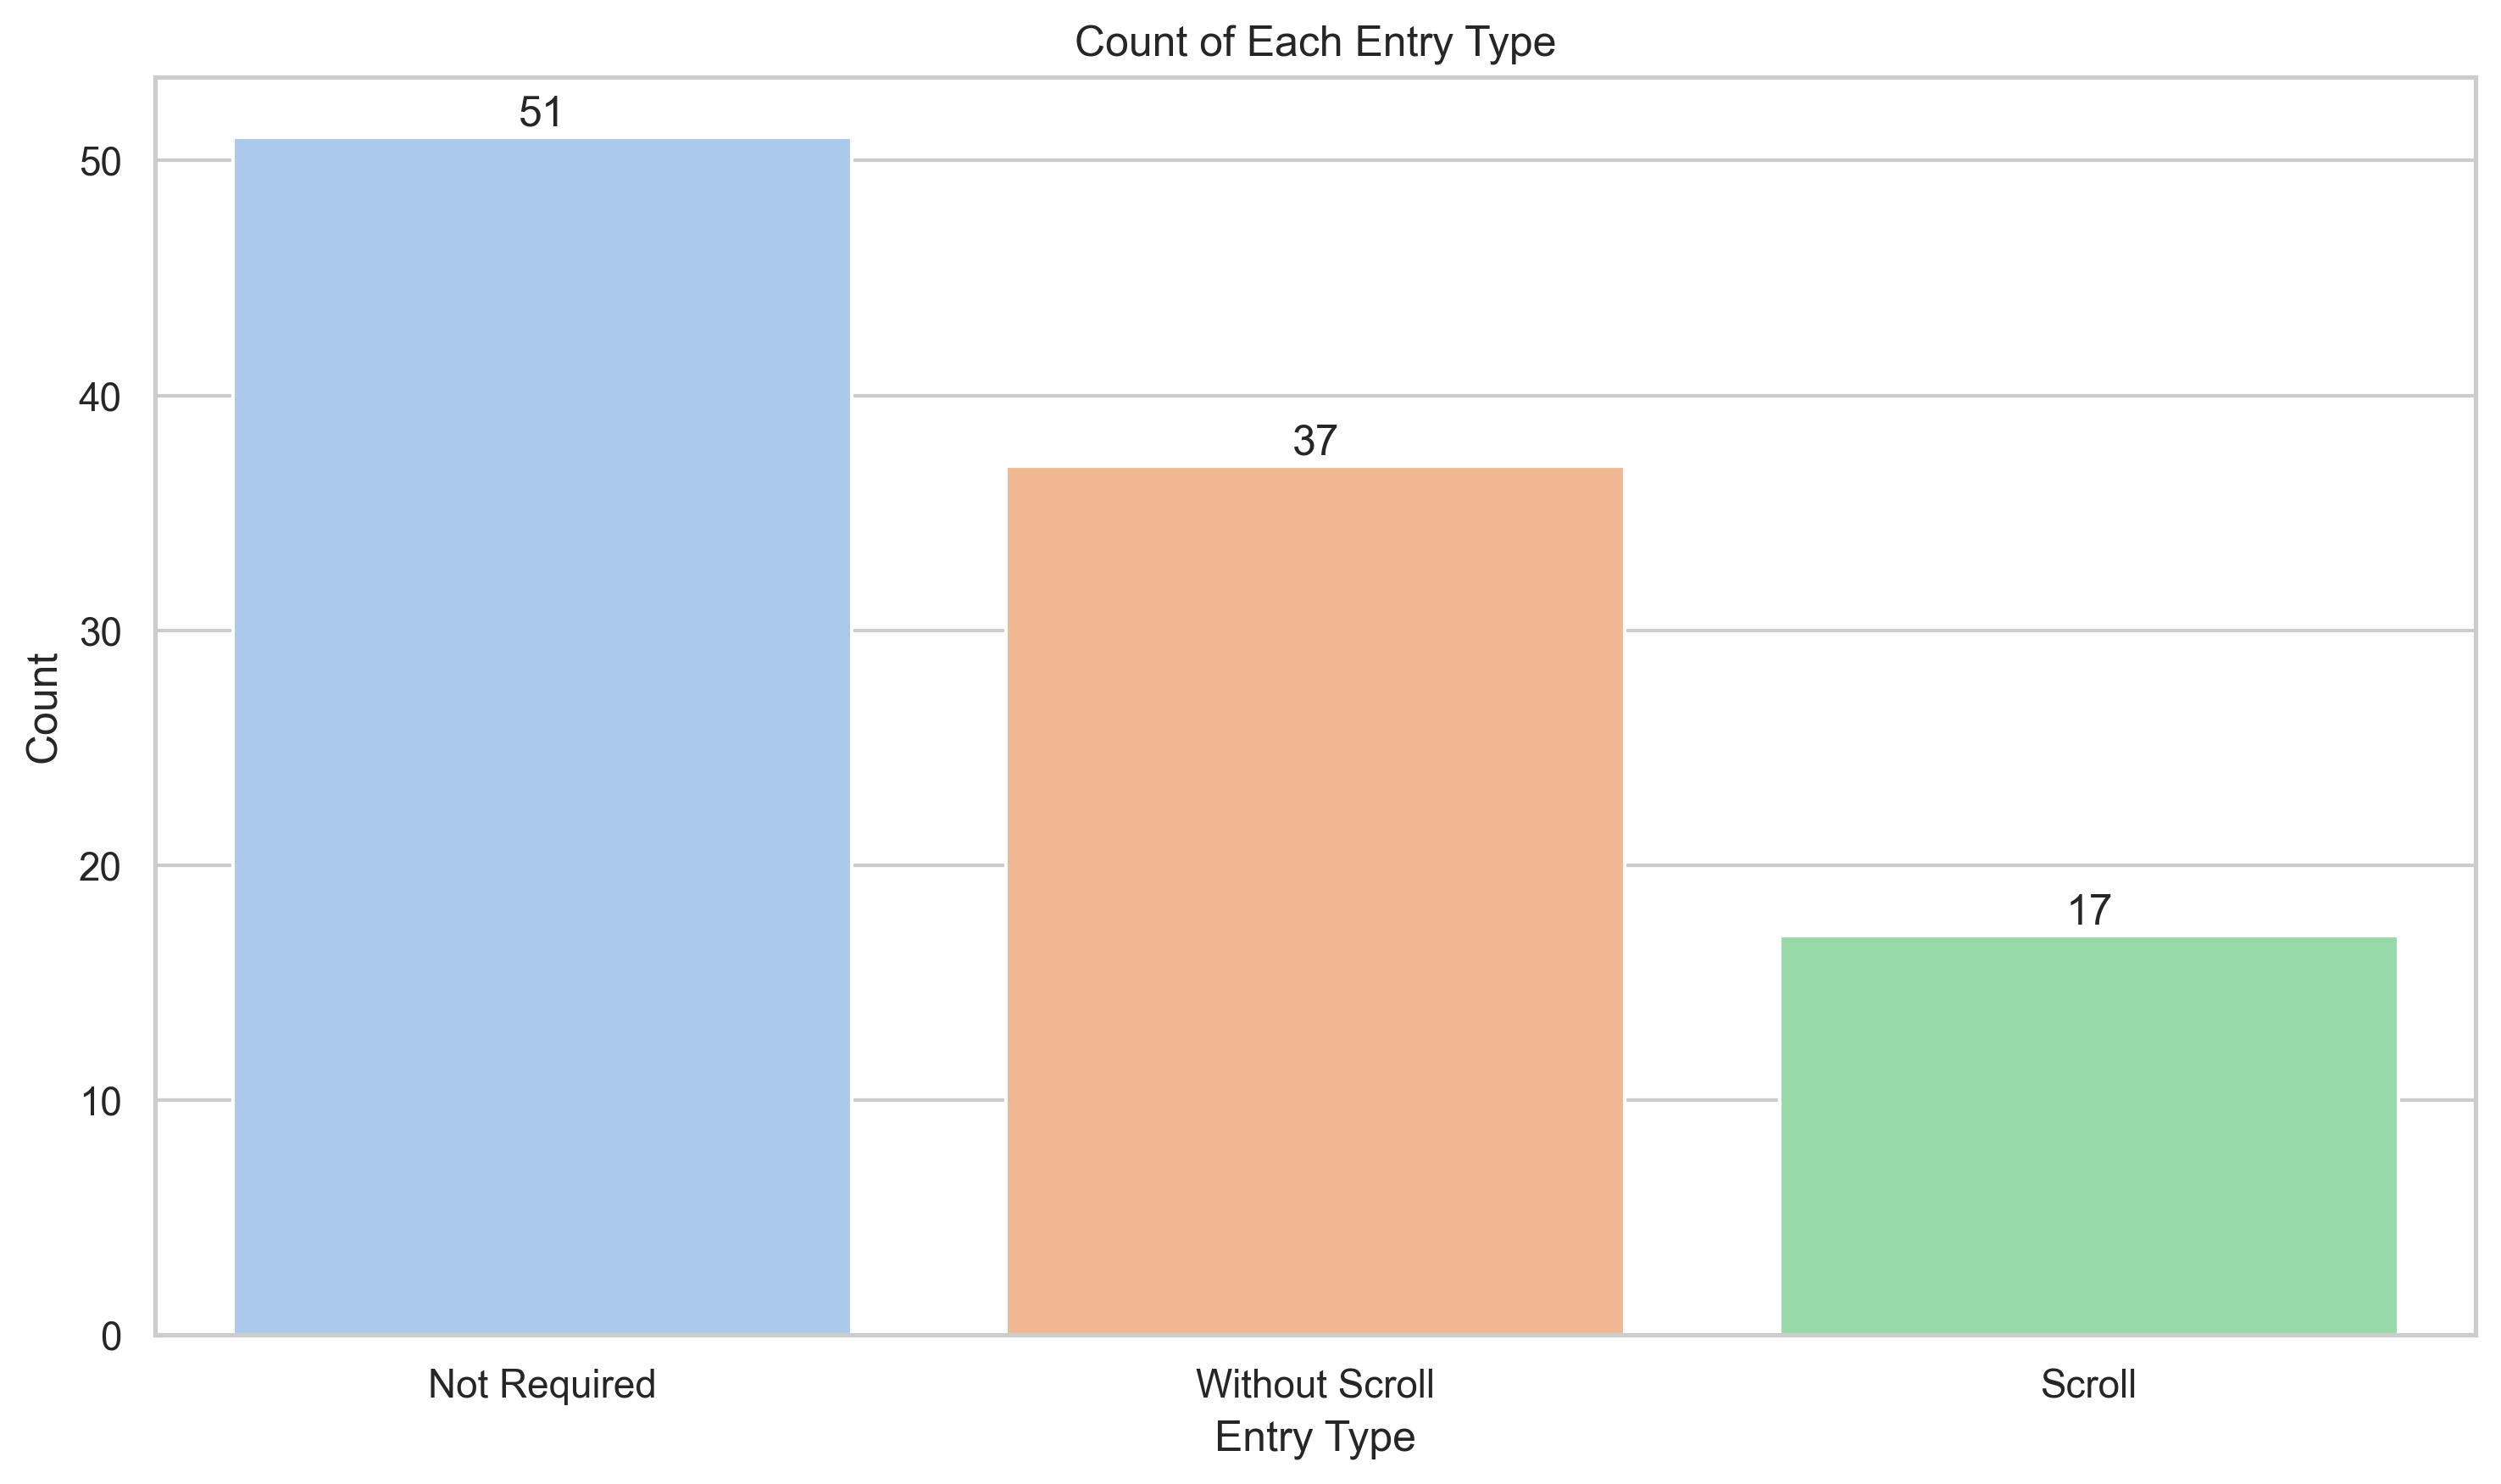 Count of Each Entry Type
51
50
40
37
30
Count
20
17
10
0
Not Required Without Scroll Scroll
Entry Type